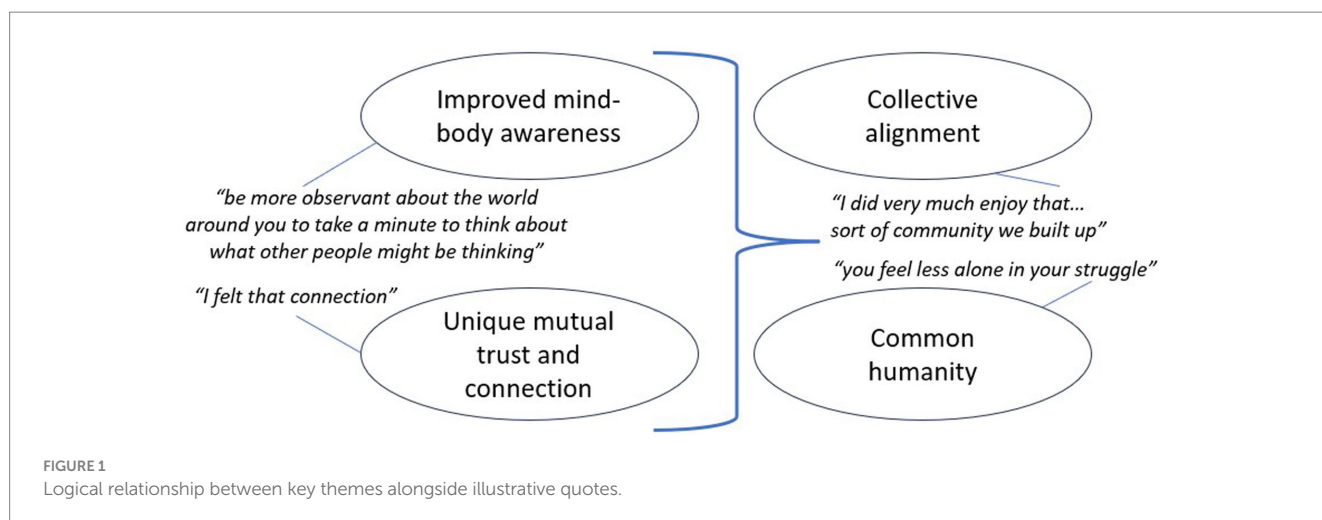 Improved mind-
body awareness
“be more observant about the world
around you to take a minute to think about
what other people might be thinking”
“I felt that connection”
Unique mutual
trust and
connection
Collective
alignment
“I did very much enjoy that...
sort of community we built up”
“you feel less alone in your struggle”
Common
humanity
FIGURE 1
Logical relationship between key themes alongside illustrative quotes.